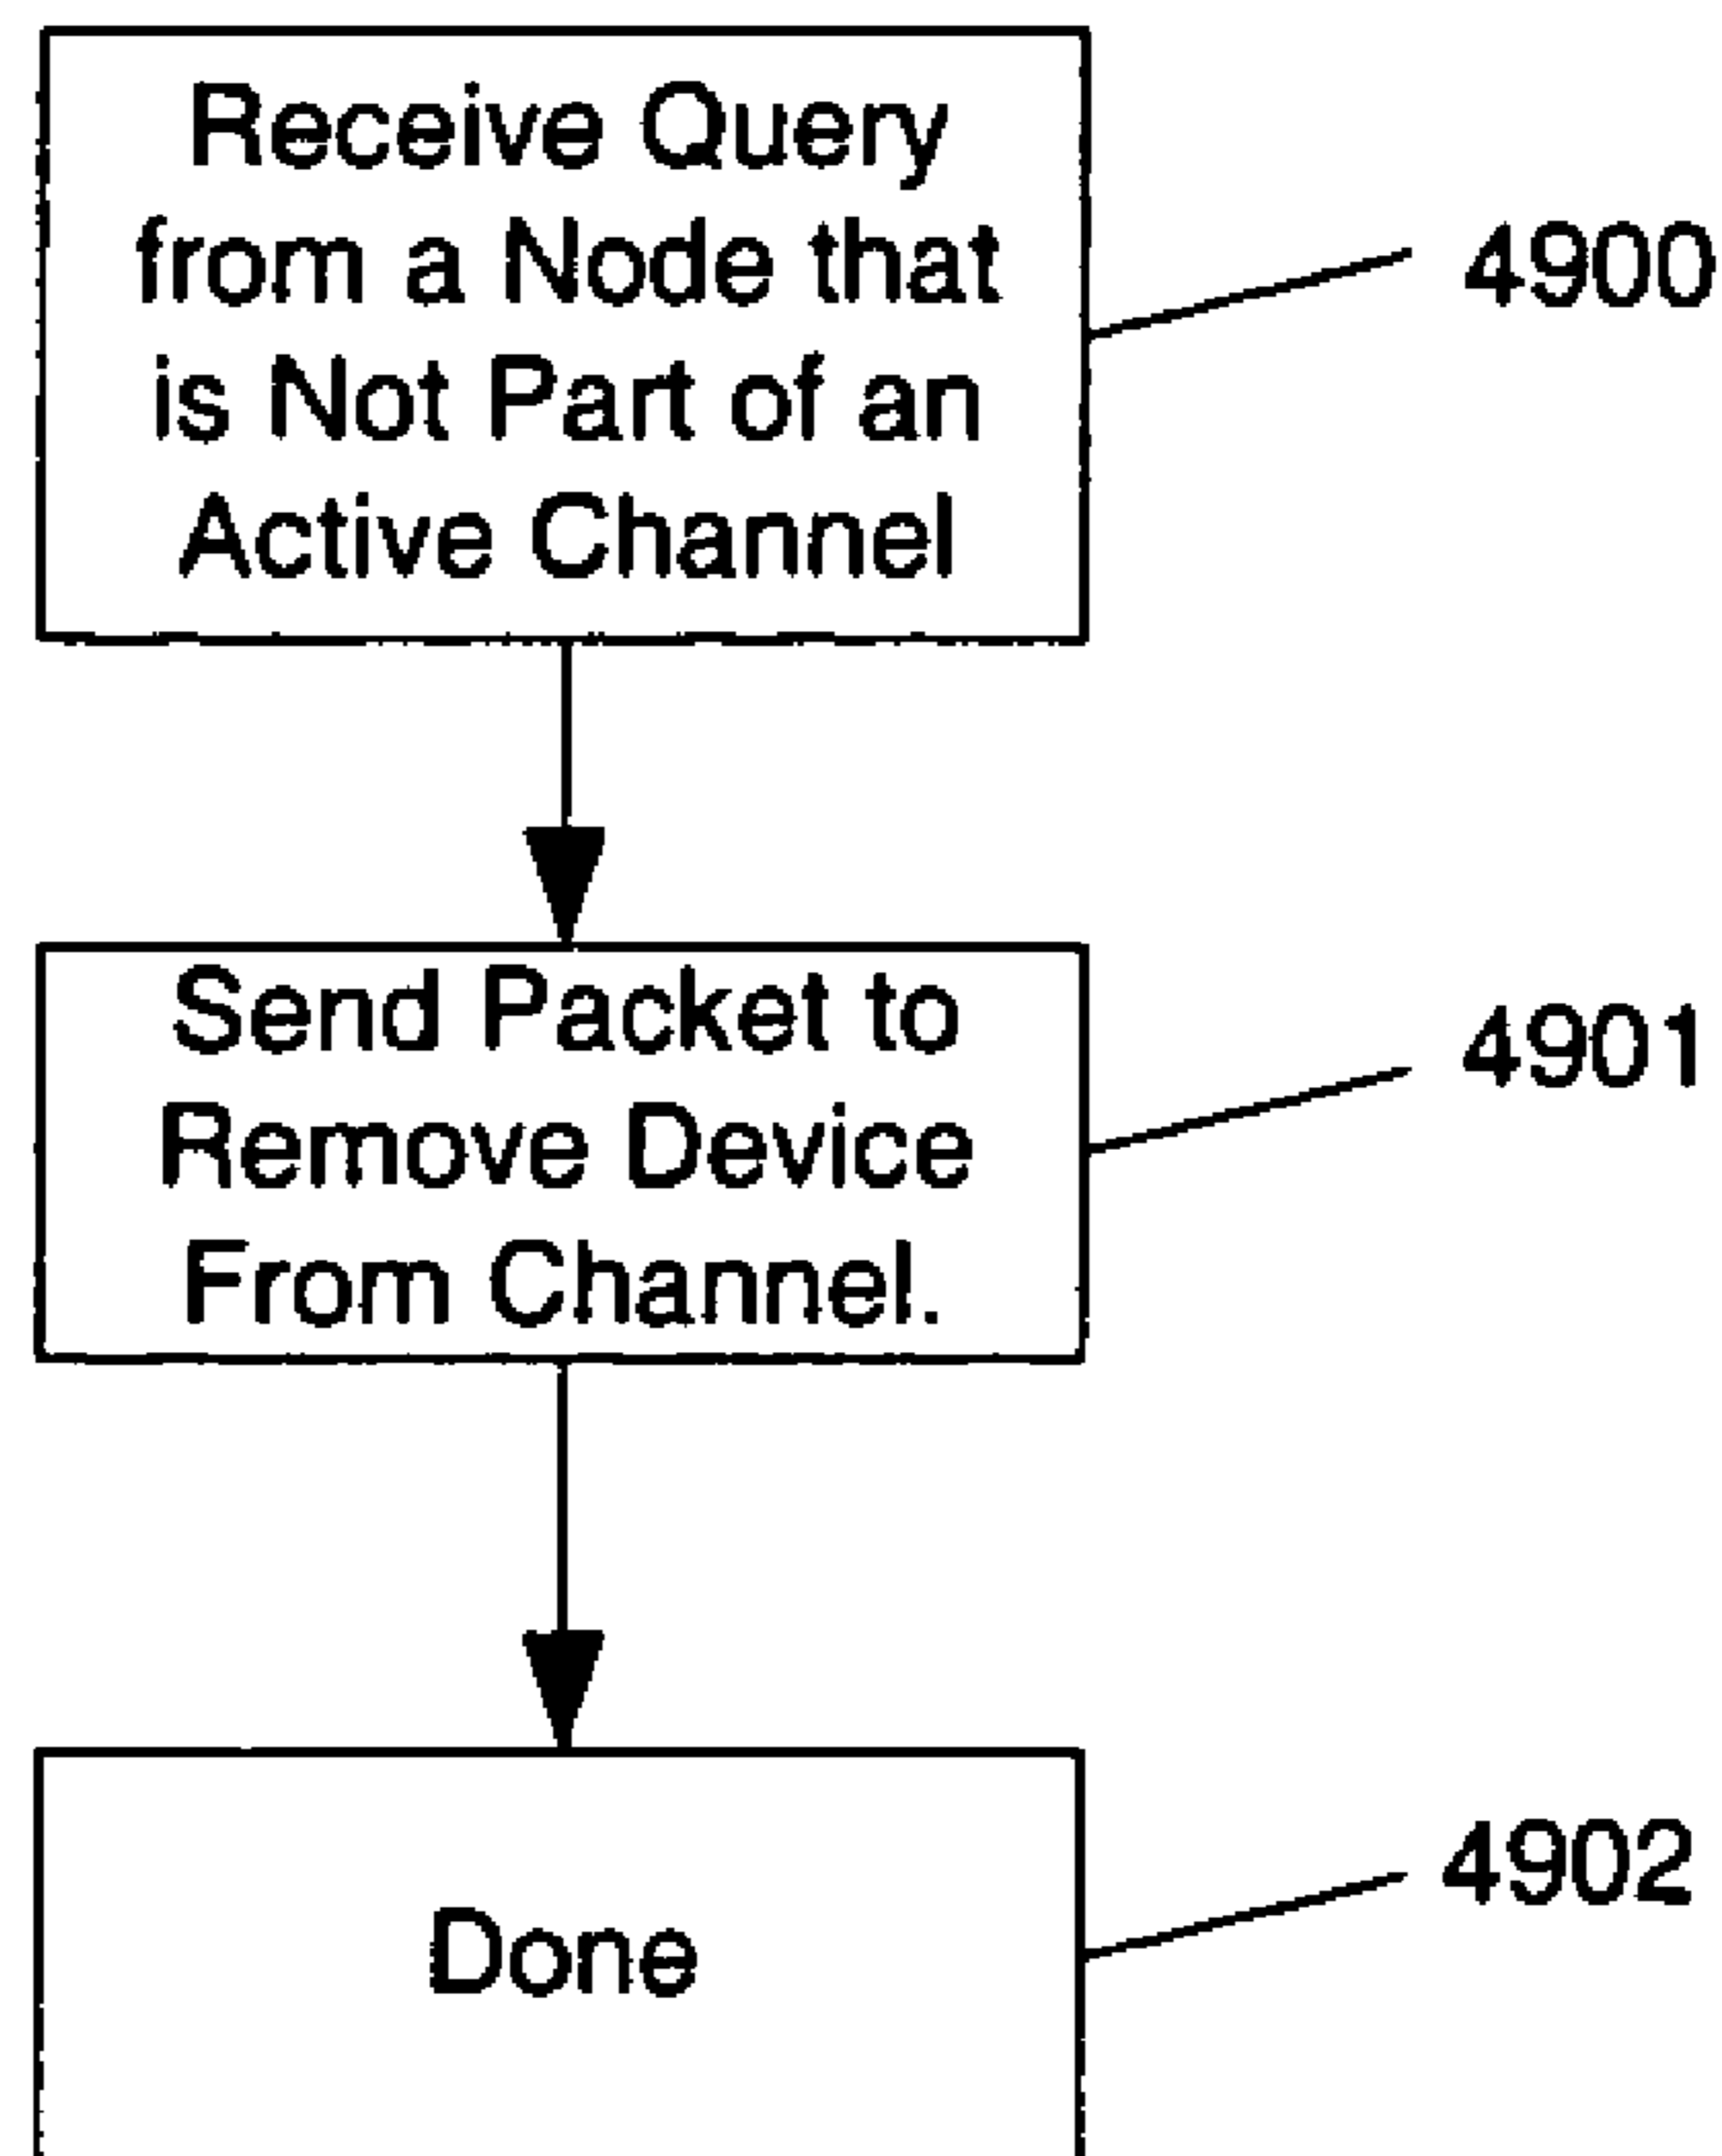 Receive Query
from a Node that
is Not Part of an
Active Channel
4900
Send Packet to
Remove Device
From Channel.
4901
Done
4902